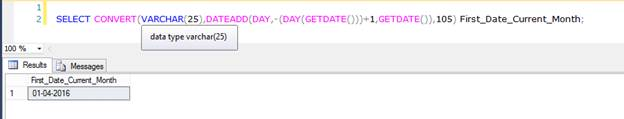 1
2 SELECT CONVERT(VARCHAR(25),DATEADD(DAY,-(DAY(GETDATE()))+1,GETDATE()),105) First_Date_Current_Month;
data type varchar(25)
100 %
Results Messages
First_Date_Current_Month
1 01-04-2016